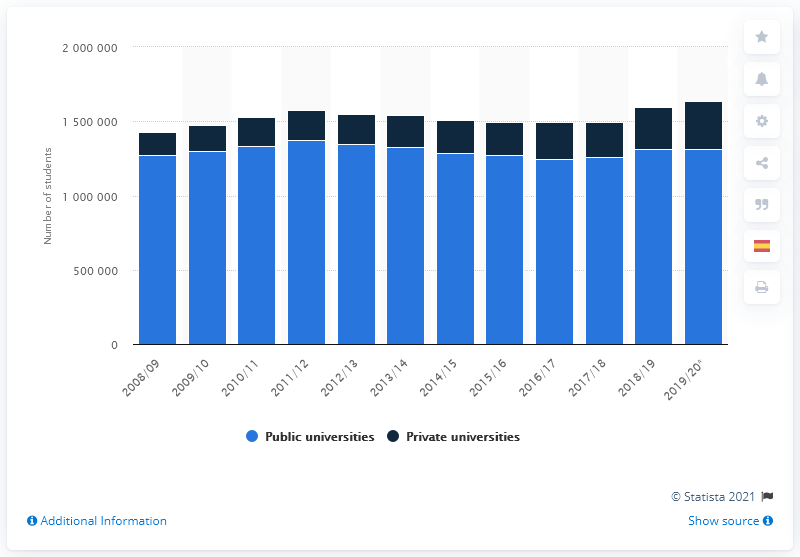 2 000 000
1 500 000
1 000 000
500 000
0
Number of students
2008/09
2009/10
2010/11
2011/12
2012/13
2013/14
2014/15
2015/16
2016/17
2017/18
2018/19
2019/20*
Public universities
Private universities
© Statista 2021
Additional Information
Show source